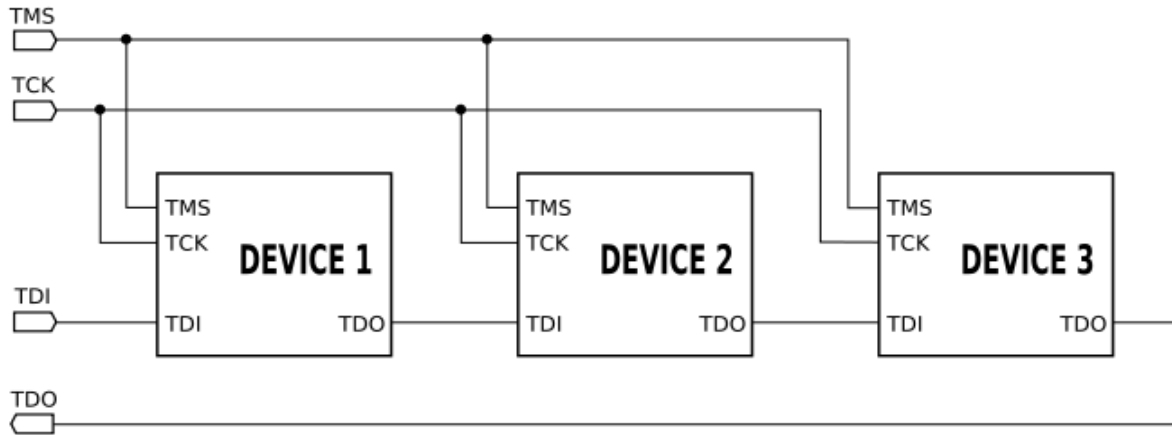 TMS
TCK
TMS
TCK
DEVICE 1
TDI
TDO
TMS
TCK
DEVICE 2
TDI
TDO
TMS
TCK
DEVICE 3
TDI
TDO
TDI
TDO